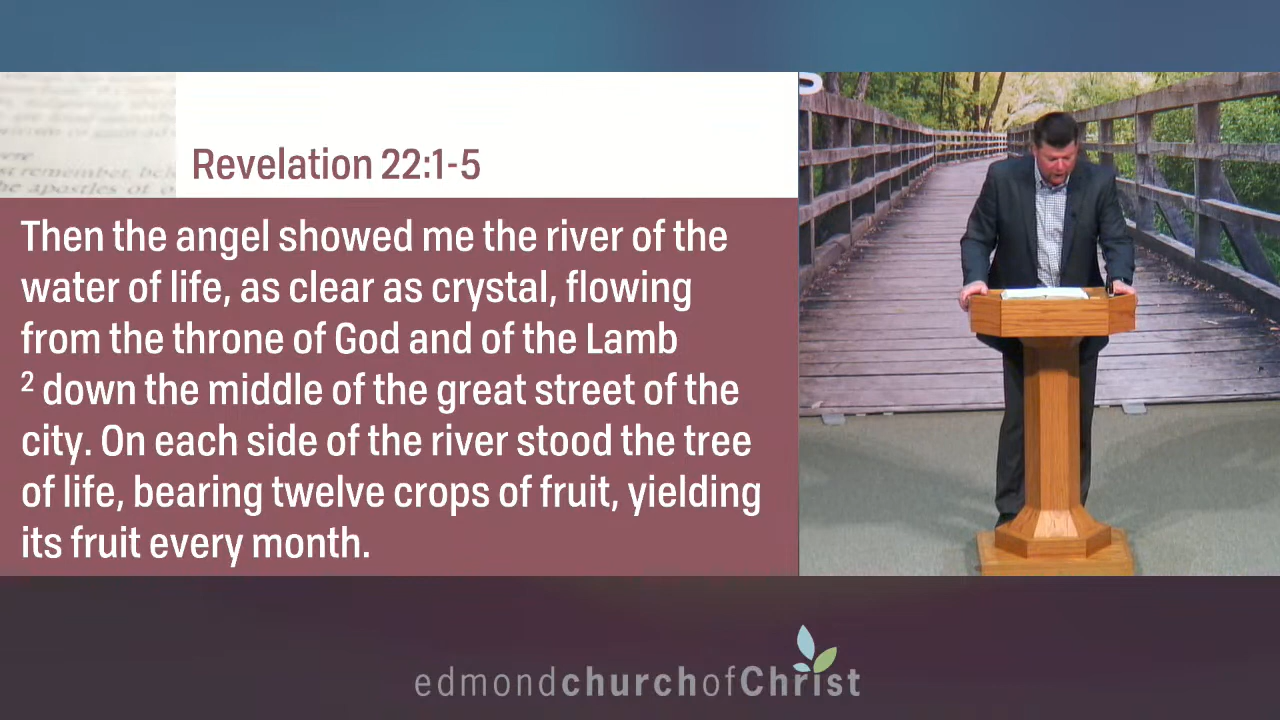 remember,
apostles of
Revelation 22:1-5
Then the angel showed me the river of the
water of life, as clear as crystal, flowing
from the throne of God and of the Lamb
2 down the middle of the great street of the
city. On each side of the river stood the tree
of life, bearing twelve crops of fruit, yielding
its fruit every month.
edmondchurchofChrist